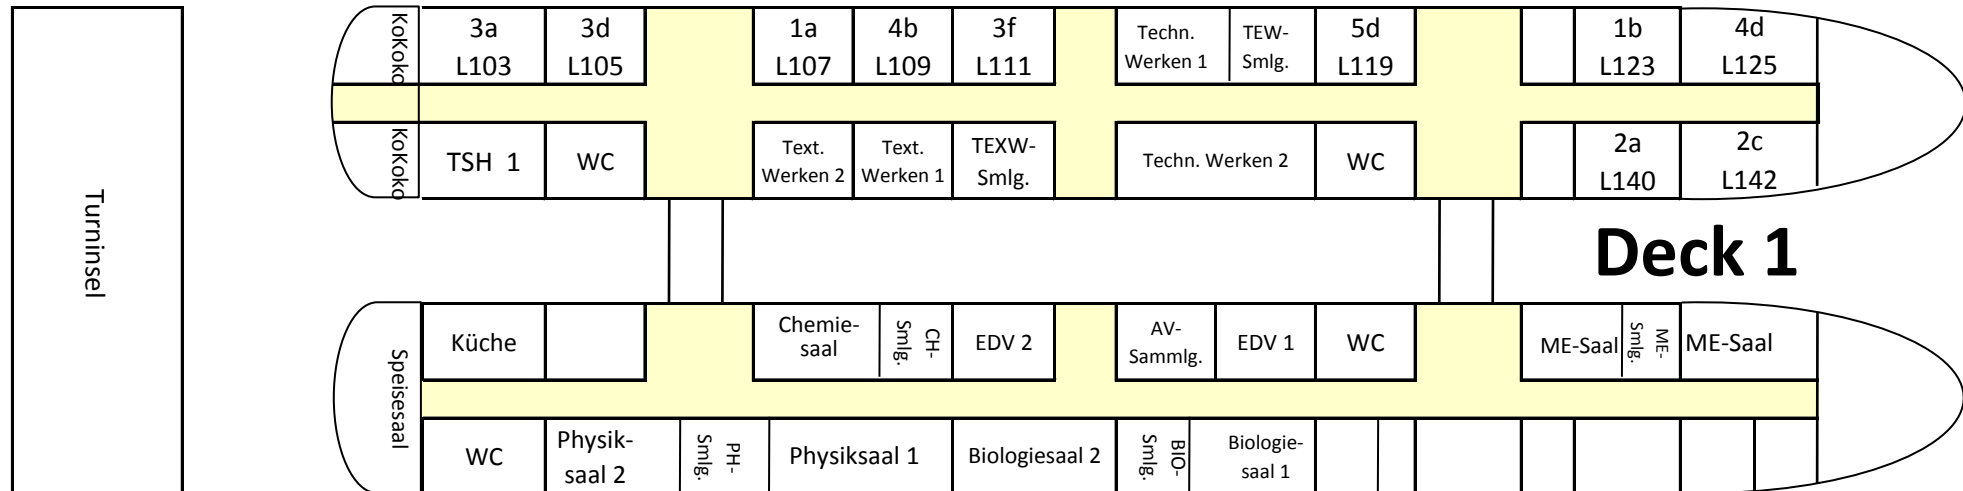 Turninsel
KoKoko
3a
L103
3d
L105
1a
L107
4b
L109
3f
L111
Techn.
Werken 1
TEW-
Smlg.
5d
L119
1b
L123
4d
L125
KoKoko
TSH 1
WC
Text.
Werken 2
Text.
Werken 1
TEXW-
Smlg.
Techn. Werken 2
WC
2a
L140
2c
L142
Deck 1
Speisesaal
Küche
Chemie-
saal
CH-
Smlg.
EDV 2
AV-
Sammlg.
EDV 1
WC
ME-Saal
ME-
Smlg.
ME-Saal
WC
Physik-
saal 2
PH-
Smlg.
Physiksaal 1
Biologiesaal 2
BIO-
Smlg.
Biologie-
saal 1